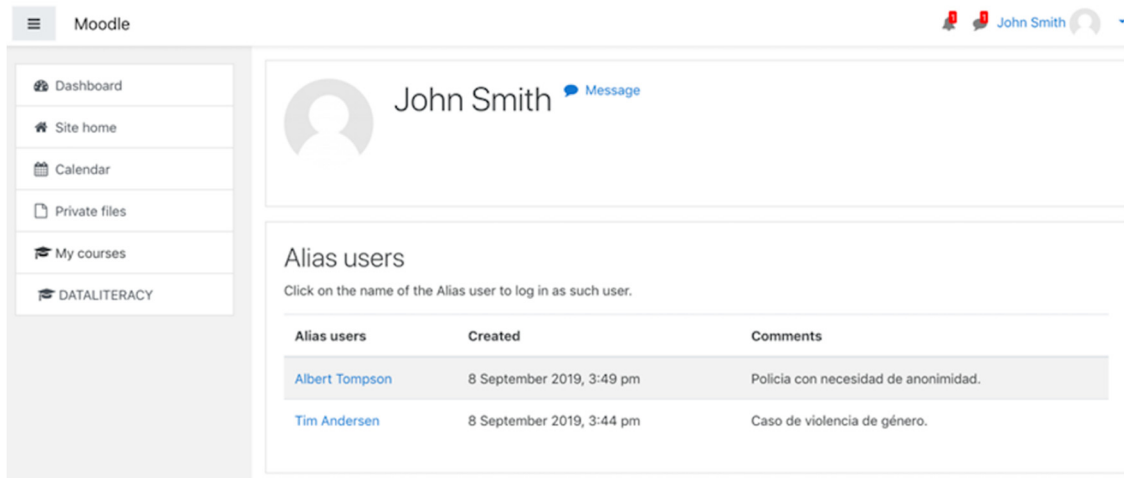 Moodle
1 1 John Smith
Dashboard
Site home
Calendar
Private files
My courses
DATALITERACY
John Smith Message
Alias users
Click on the name of the Alias user to log in as such user.
Alias users Created Comments
Albert Tompson 8 September 2019, 3:49 pm Policia con necesidad de anonimidad.
Tim Andersen 8 September 2019, 3:44 pm Caso de violencia de género.